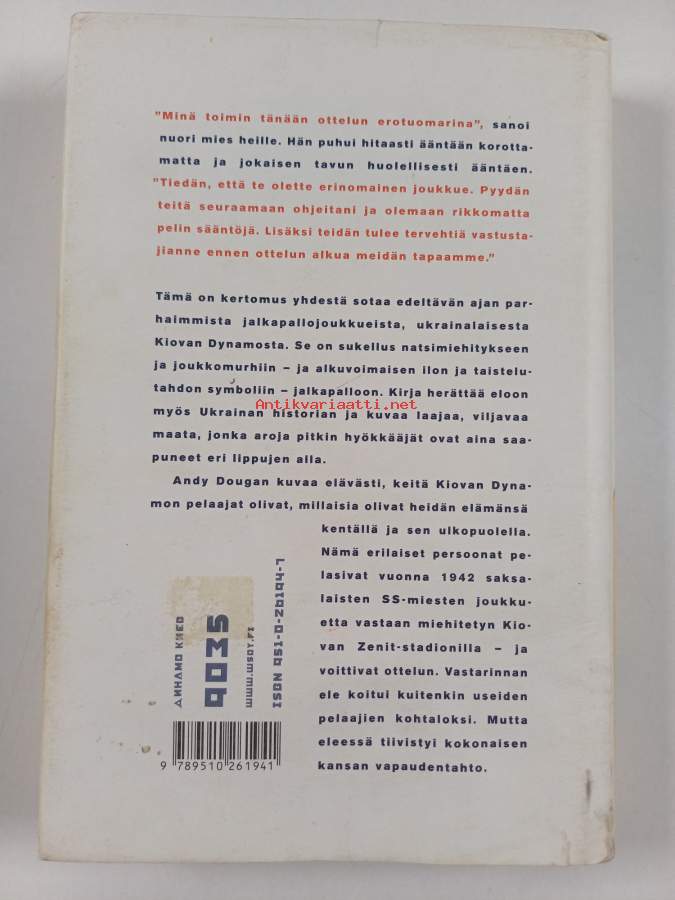 "Minä toimin tänään ottelun erotuomarina", sanoi
nuori mies heille. Hän puhui hitaasti ääntään korotta-
matta ja jokaisen tavun huolellisesti ääntäen.
"Tiedän, että te olette erinomainen joukkue. Pyydän
teitä seuraamaan ohjeitani ja olemaan rikkomatta
pelin sääntöjä. Lisäksi teidän tulee tervehtiä vastusta-
jianne ennen ottelun alkua meidän tapaamme."
Tämä on kertomus yhdestä sotaa edeltävän ajan par-
haimmista jalkapallojoukkueista, ukrainalaisesta
Kiovan Dynamosta. Se on sukellus natsimiehitykseen
ja joukkomurhiin – ja alkuvoimaisen ilon ja taistelu-
tahdon symboliin – jalkapalloon. Kirja herättää eloon
Antikvariaatti.net
myös Ukrainan historian ja kuvaa laajaa, viljavaa
maata, jonka aroja pitkin hyökkääjät ovat aina saa-
puneet eri lippujen alla.
Andy Dougan kuvaa elävästi, keitä Kiovan Dyna-
mon pelaajat olivat, millaisia olivat heidän elämänsä
kentällä ja sen ulkopuolella.
Nämä erilaiset persoonat pe-
lasivat vuonna 1942 saksa-
laisten SS-miesten joukku-
etta vastaan miehitetyn Kio-
van Zenit-stadionilla – ja
voittivat ottelun. Vastarinnan
ele koitui kuitenkin useiden
pelaajien kohtaloksi. Mutta
eleessä tiivistyi kokonaisen
kansan vapaudentahto.
ДИНАМО КИЕВ
9035
www.wsoy.fi
ISBN 951-0-26194-1
9 789510 261941